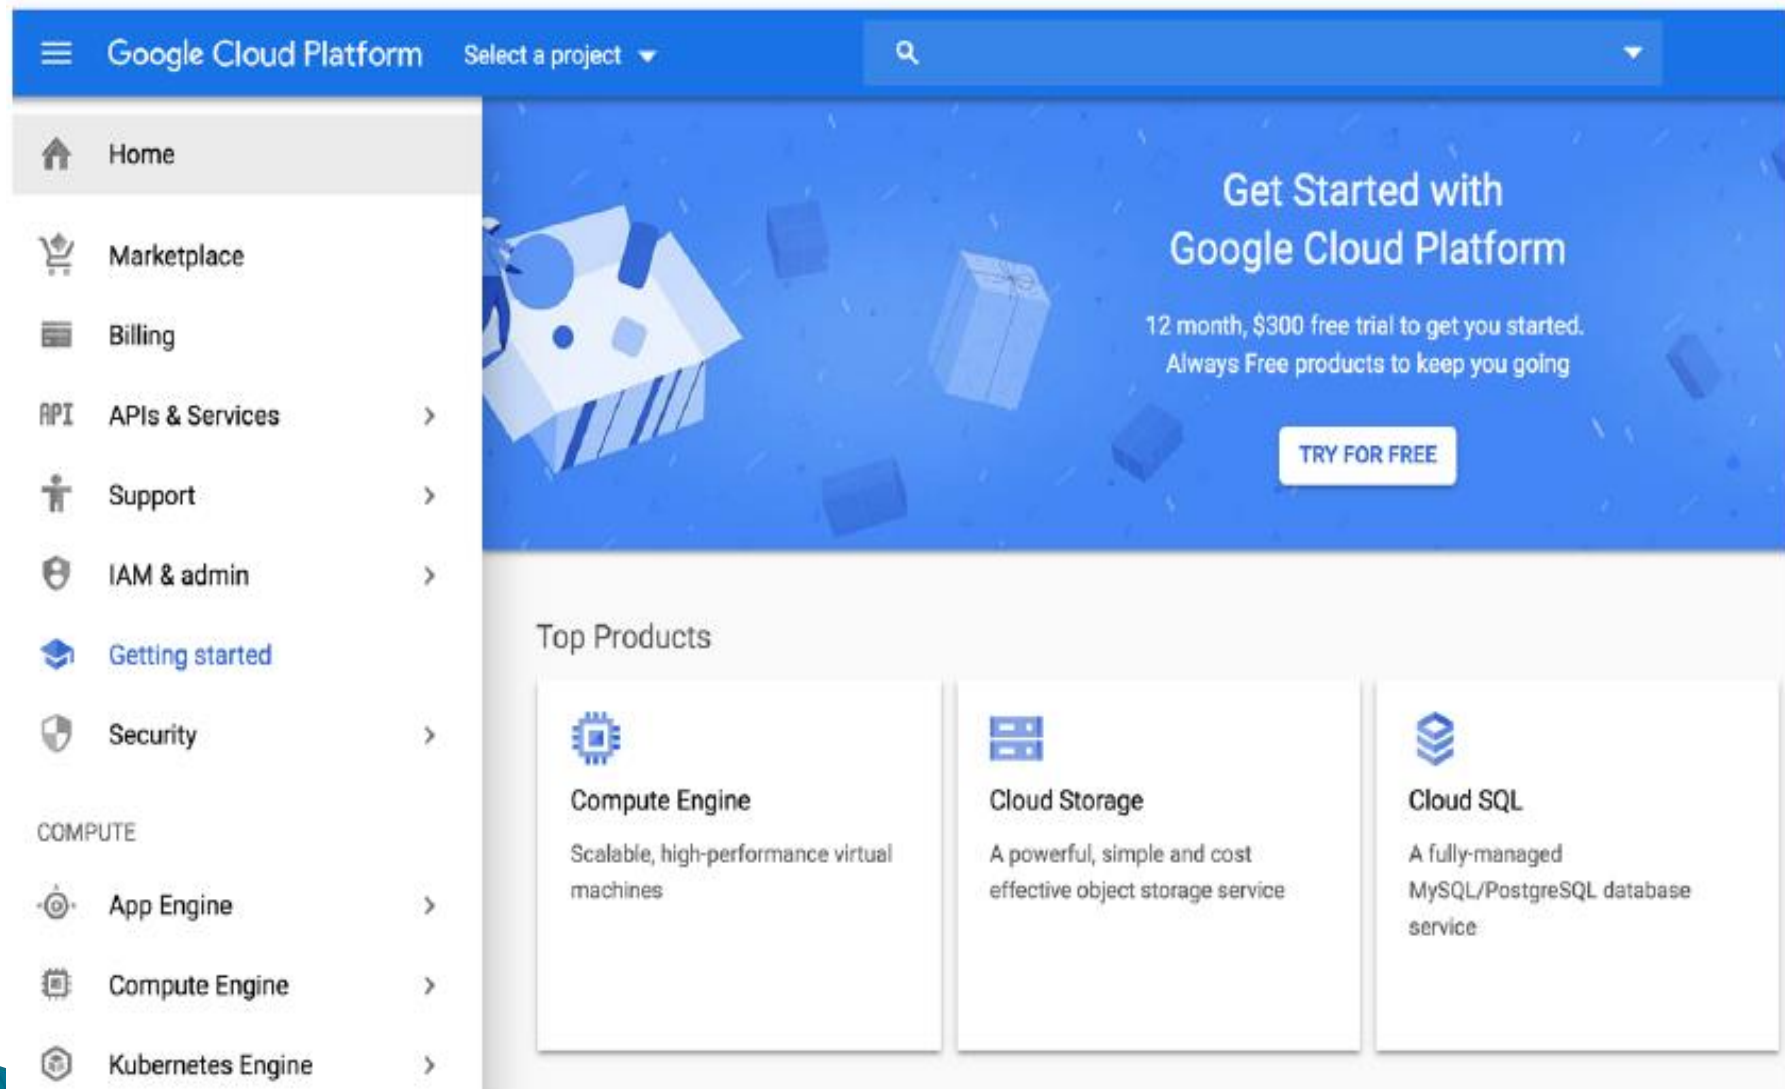 Google Cloud Platform
Select a project
Home
Marketplace
Billing
API APIs & Services
Support
IAM & admin
Getting started
Security
COMPUTE
App Engine
Compute Engine
Kubernetes Engine
Get Started with
Google Cloud Platform
12 month, $300 free trial to get you started.
Always Free products to keep you going
TRY FOR FREE
Top Products
Compute Engine
Scalable, high-performance virtual
machines
Cloud Storage
A powerful, simple and cost
effective object storage service
Cloud SQL
A fully-managed
MySQL/PostgreSQL database
service